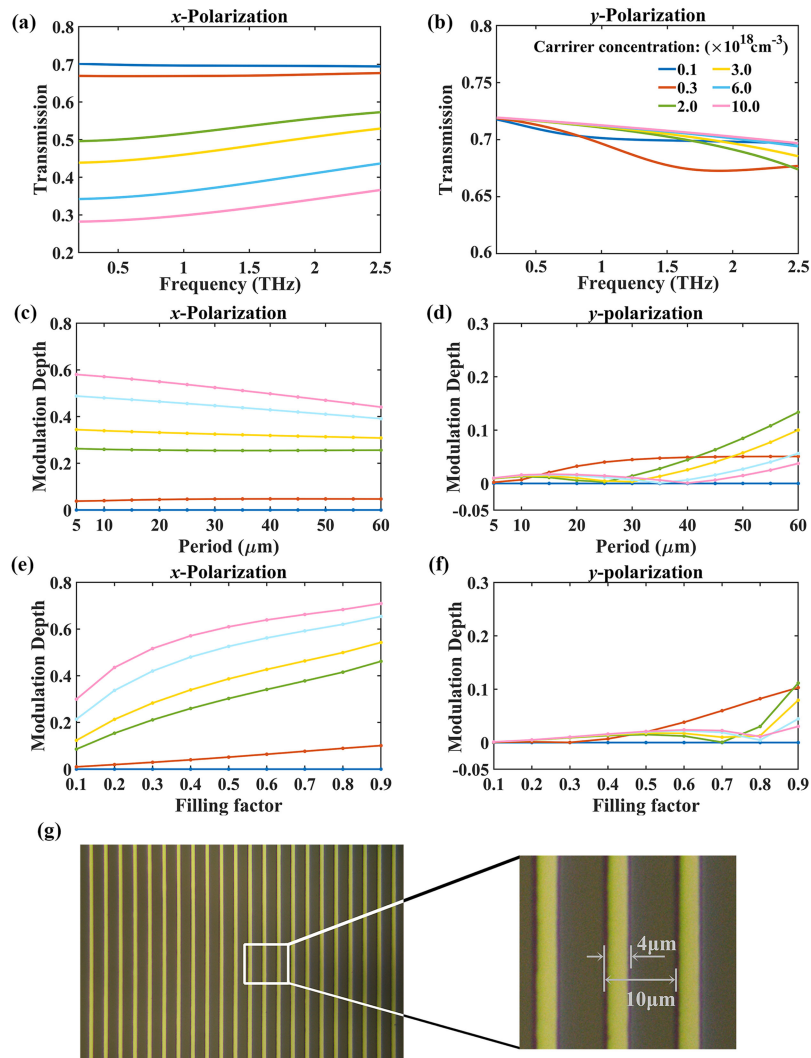 (a)
x-Polarization
Transmission
0.8
0.7
0.6
0.5
0.4
0.3
0.2
0.5
1
1.5
2
2.5
Frequency (THz)
(b)
y-Polarization
Carrirer concentration: (×10¹⁸cm⁻³)
0.1
3.0
0.3
6.0
2.0
10.0
Transmission
0.8
0.75
0.7
0.65
0.6
0.5
1
1.5
2
2.5
Frequency (THz)
(c)
x-Polarization
Modulation Depth
0.8
0.6
0.4
0.2
0
5
10
20
30
40
50
60
Period (μm)
(d)
y-polarization
Modulation Depth
0.3
0.2
0.1
0
-0.05
5
10
20
30
40
50
60
Period (μm)
(e)
x-Polarization
Modulation Depth
0.8
0.6
0.4
0.2
0
0.1
0.2
0.3
0.4
0.5
0.6
0.7
0.8
0.9
Filling factor
(f)
y-polarization
Modulation Depth
0.3
0.2
0.1
0
-0.05
0.1
0.2
0.3
0.4
0.5
0.6
0.7
0.8
0.9
Filling factor
(g)
4μm
10μm